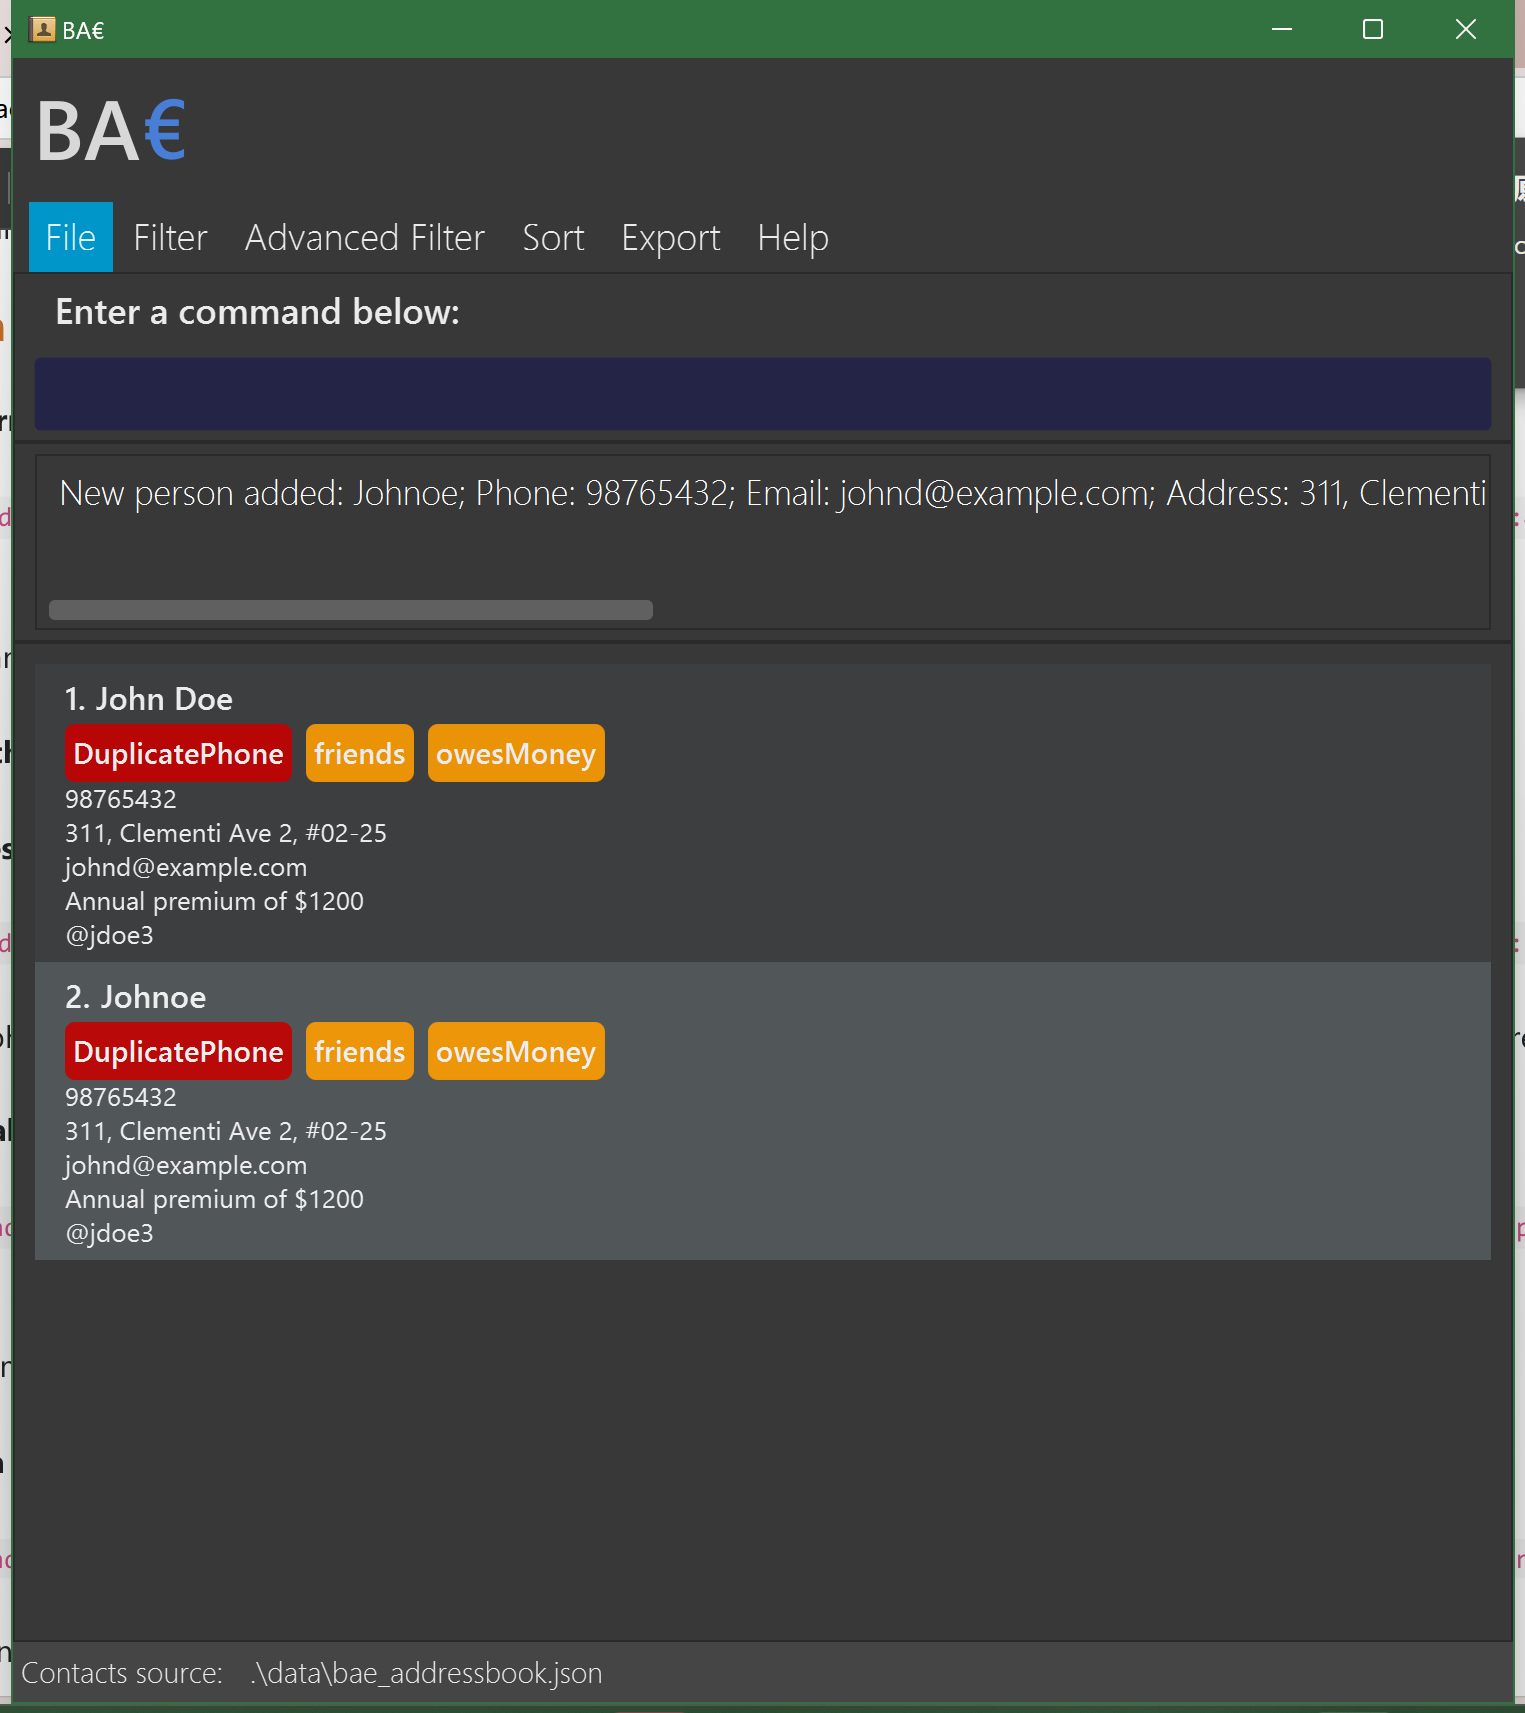 BA€
BA€
File Filter Advanced Filter Sort Export Help
Enter a command below:
New person added: Johnoe; Phone: 98765432; Email: johnd@example.com; Address: 311, Clementi
1. John Doe
DuplicatePhone friends owesMoney
98765432
311, Clementi Ave 2, #02-25
johnd@example.com
Annual premium of $1200
@jdoe3
2. Johnoe
DuplicatePhone friends owesMoney
98765432
311, Clementi Ave 2, #02-25
johnd@example.com
Annual premium of $1200
@jdoe3
Contacts source: .\data\bae_addressbook.json